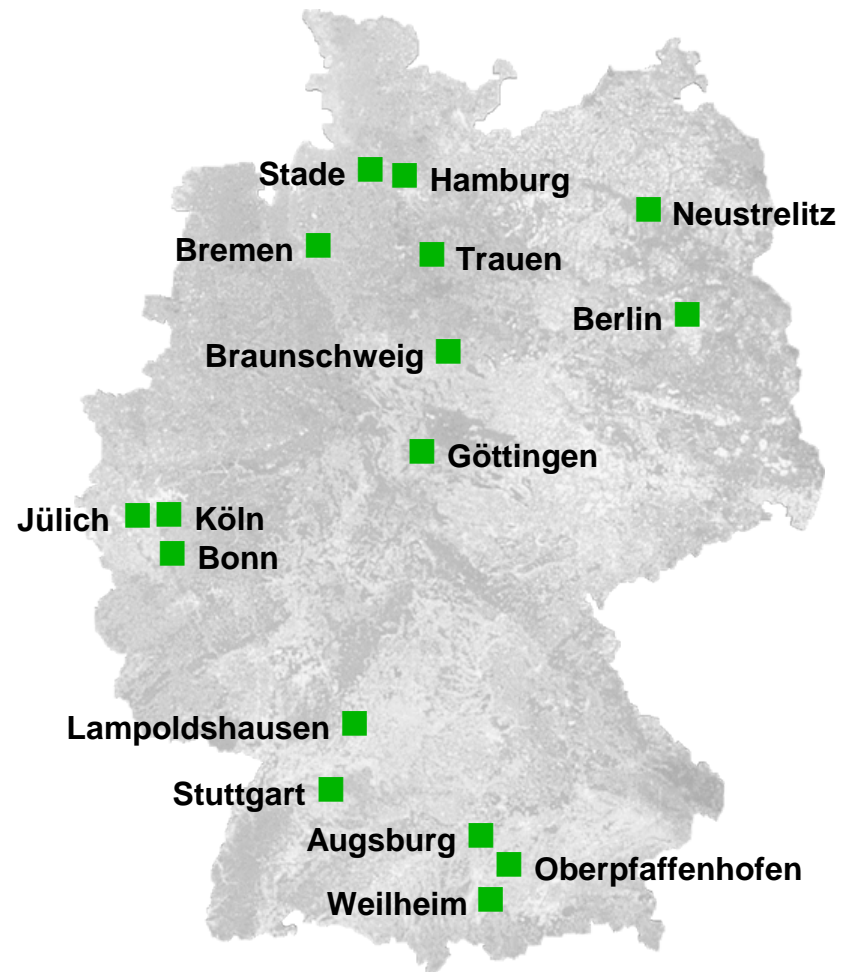 Stade
Hamburg
Neustrelitz
Bremen
Trauen
Berlin
Braunschweig
Göttingen
Jülich
Köln
Bonn
Lampoldshausen
Stuttgart
Augsburg
Oberpfaffenhofen
Weilheim